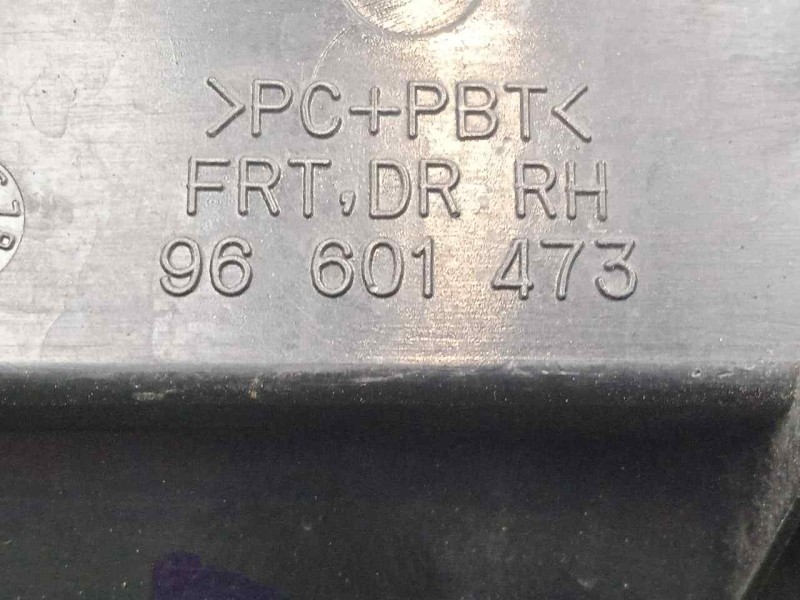 >PC+PBT<
FRT,DR RH
96 601 473